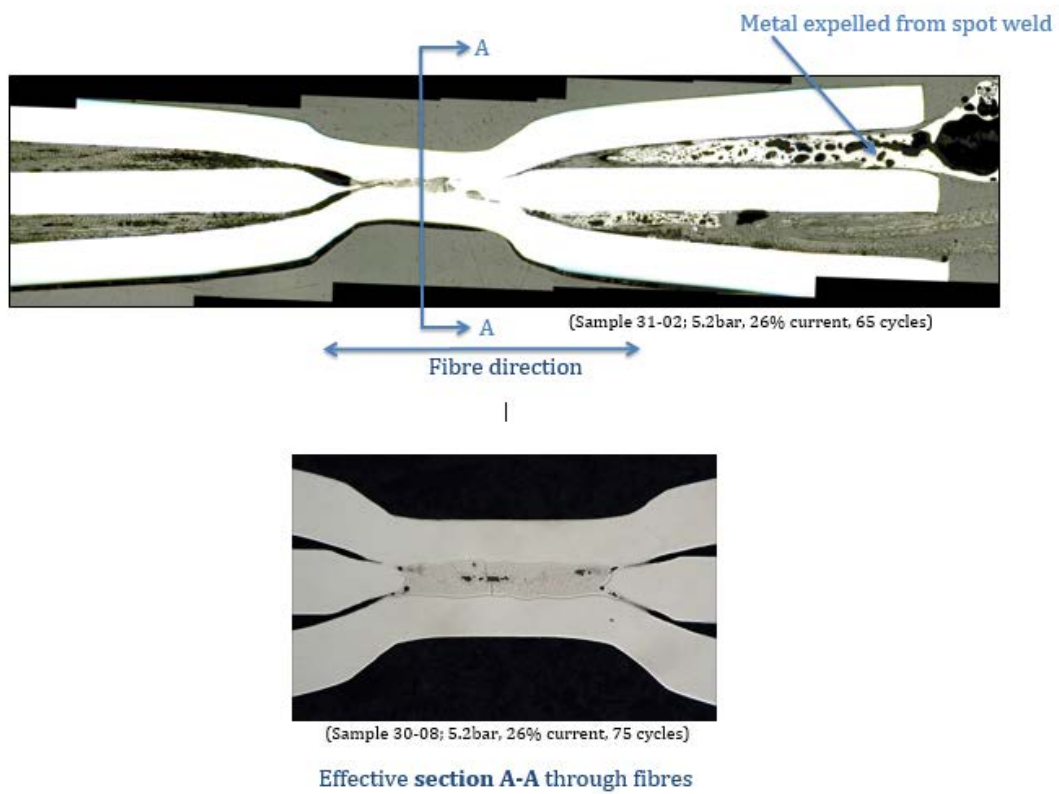 Metal expelled from spot weld
A
A
(Sample 31-02; 5.2bar, 26% current, 65 cycles)
Fibre direction
|
(Sample 30-08; 5.2bar, 26% current, 75 cycles)
Effective section A-A through fibres